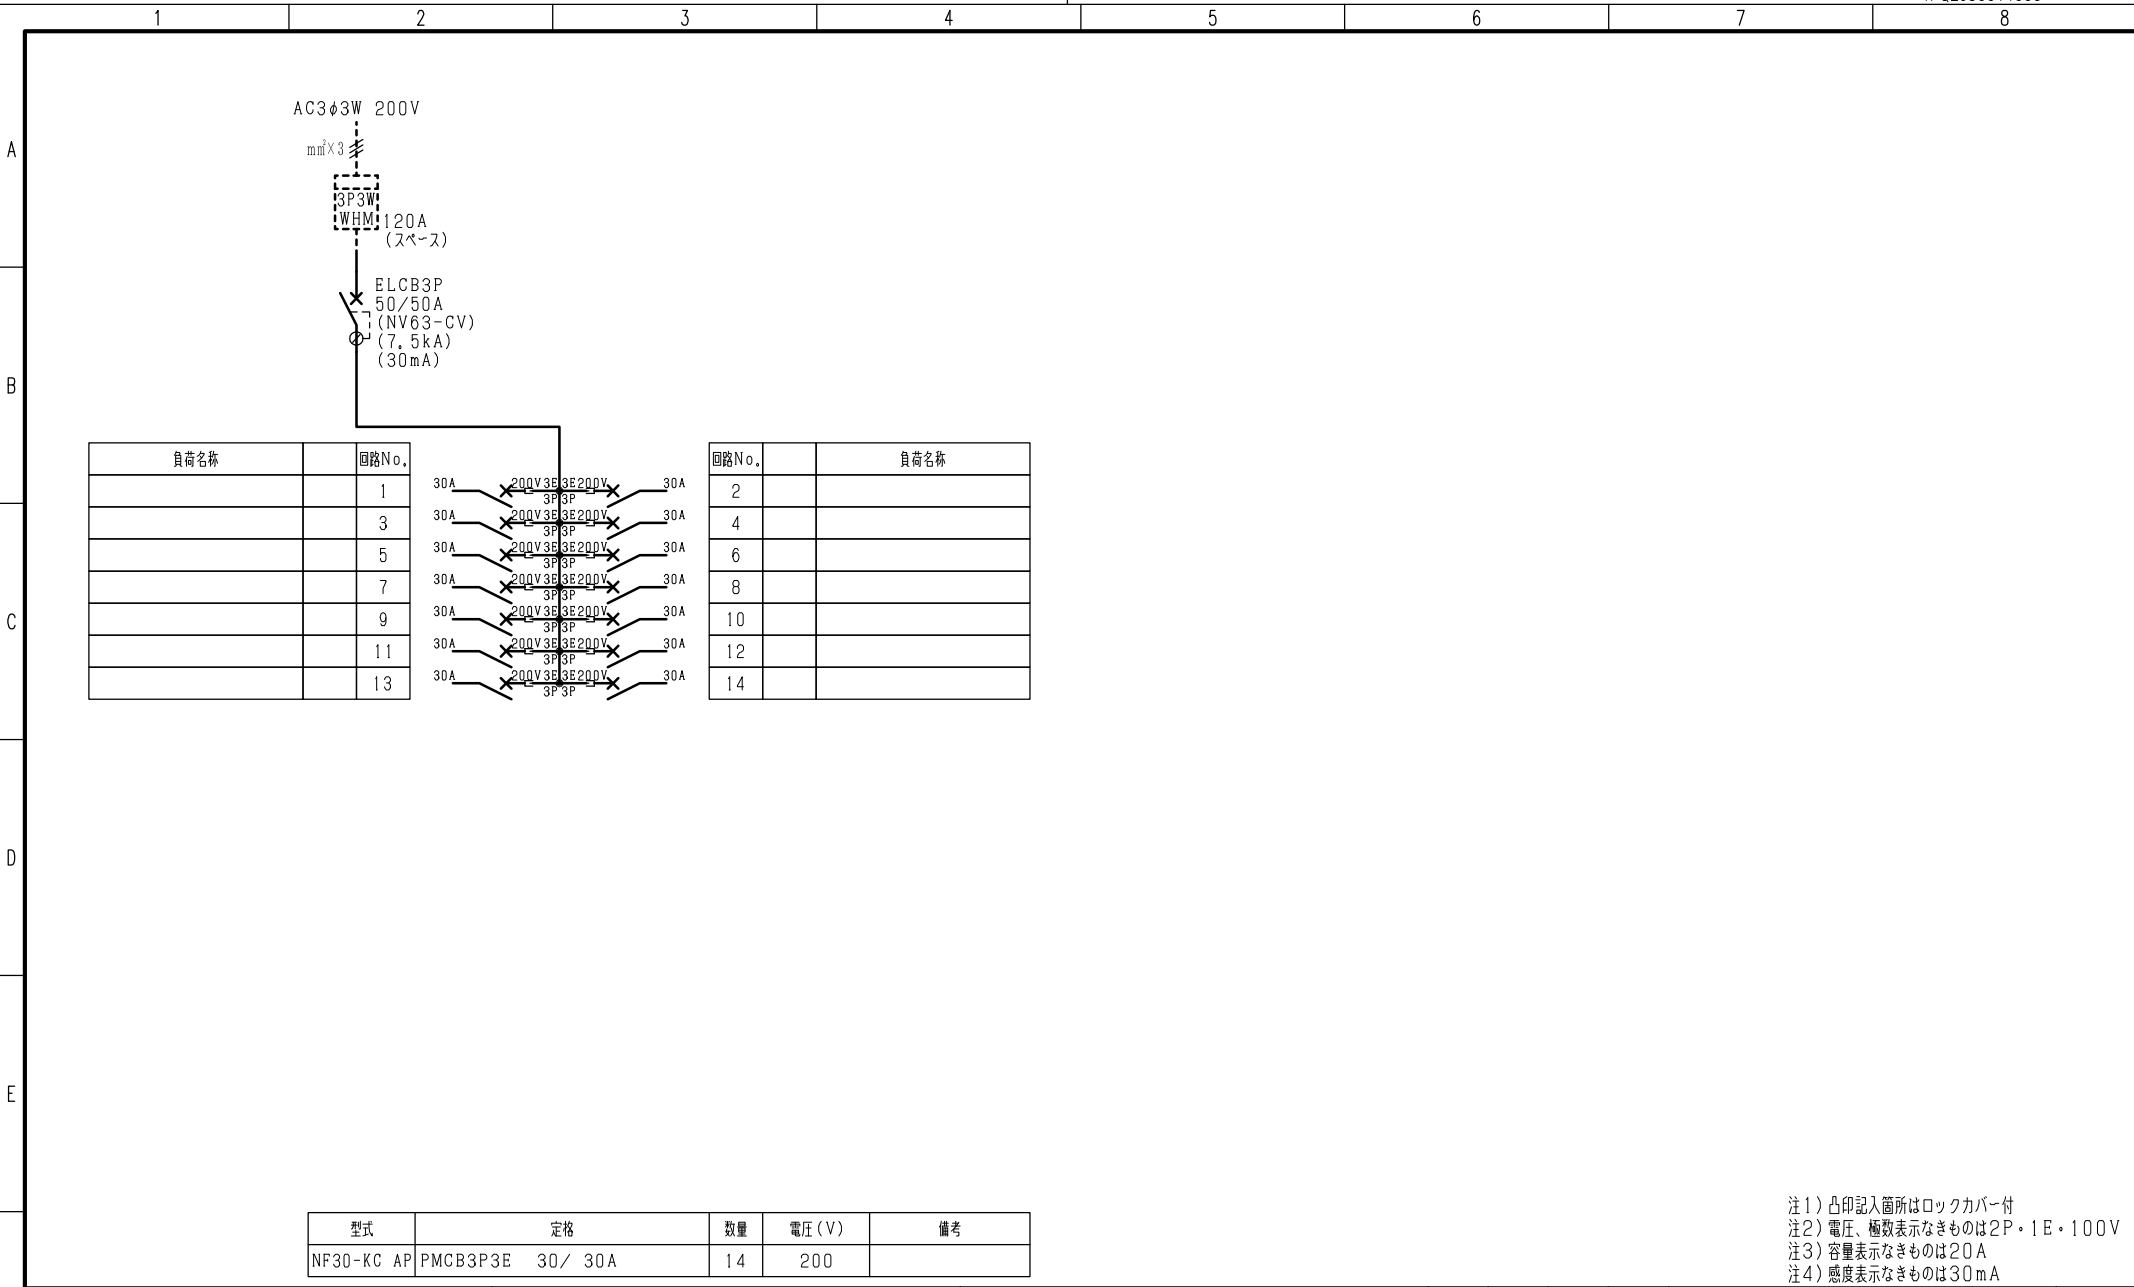 1 2 3 4 5 6 7 8
A
B
C
D
E
AC3φ3W 200V
mm²×3
3P3W
WHM
120A
(スペース)
ELCB3P
50/50A
(NV63-CV)
(7.5kA)
(30mA)
負荷名称 回路No. 回路No. 負荷名称
1 30A 200V 3E 3E 200V 30A 2
3P 3P
3 30A 200V 3E 3E 200V 30A 4
3P 3P
5 30A 200V 3E 3E 200V 30A 6
3P 3P
7 30A 200V 3E 3E 200V 30A 8
3P 3P
9 30A 200V 3E 3E 200V 30A 10
3P 3P
11 30A 200V 3E 3E 200V 30A 12
3P 3P
13 30A 200V 3E 3E 200V 30A 14
3P 3P
型式 定格 数量 電圧(V) 備考
NF30-KC AP PMCB3P3E 30/ 30A 14 200
注1)凸印記入箇所はロックカバー付
注2)電圧、極数表示なきものは2P・1E・100V
注3)容量表示なきものは20A
注4)感度表示なきものは30mA